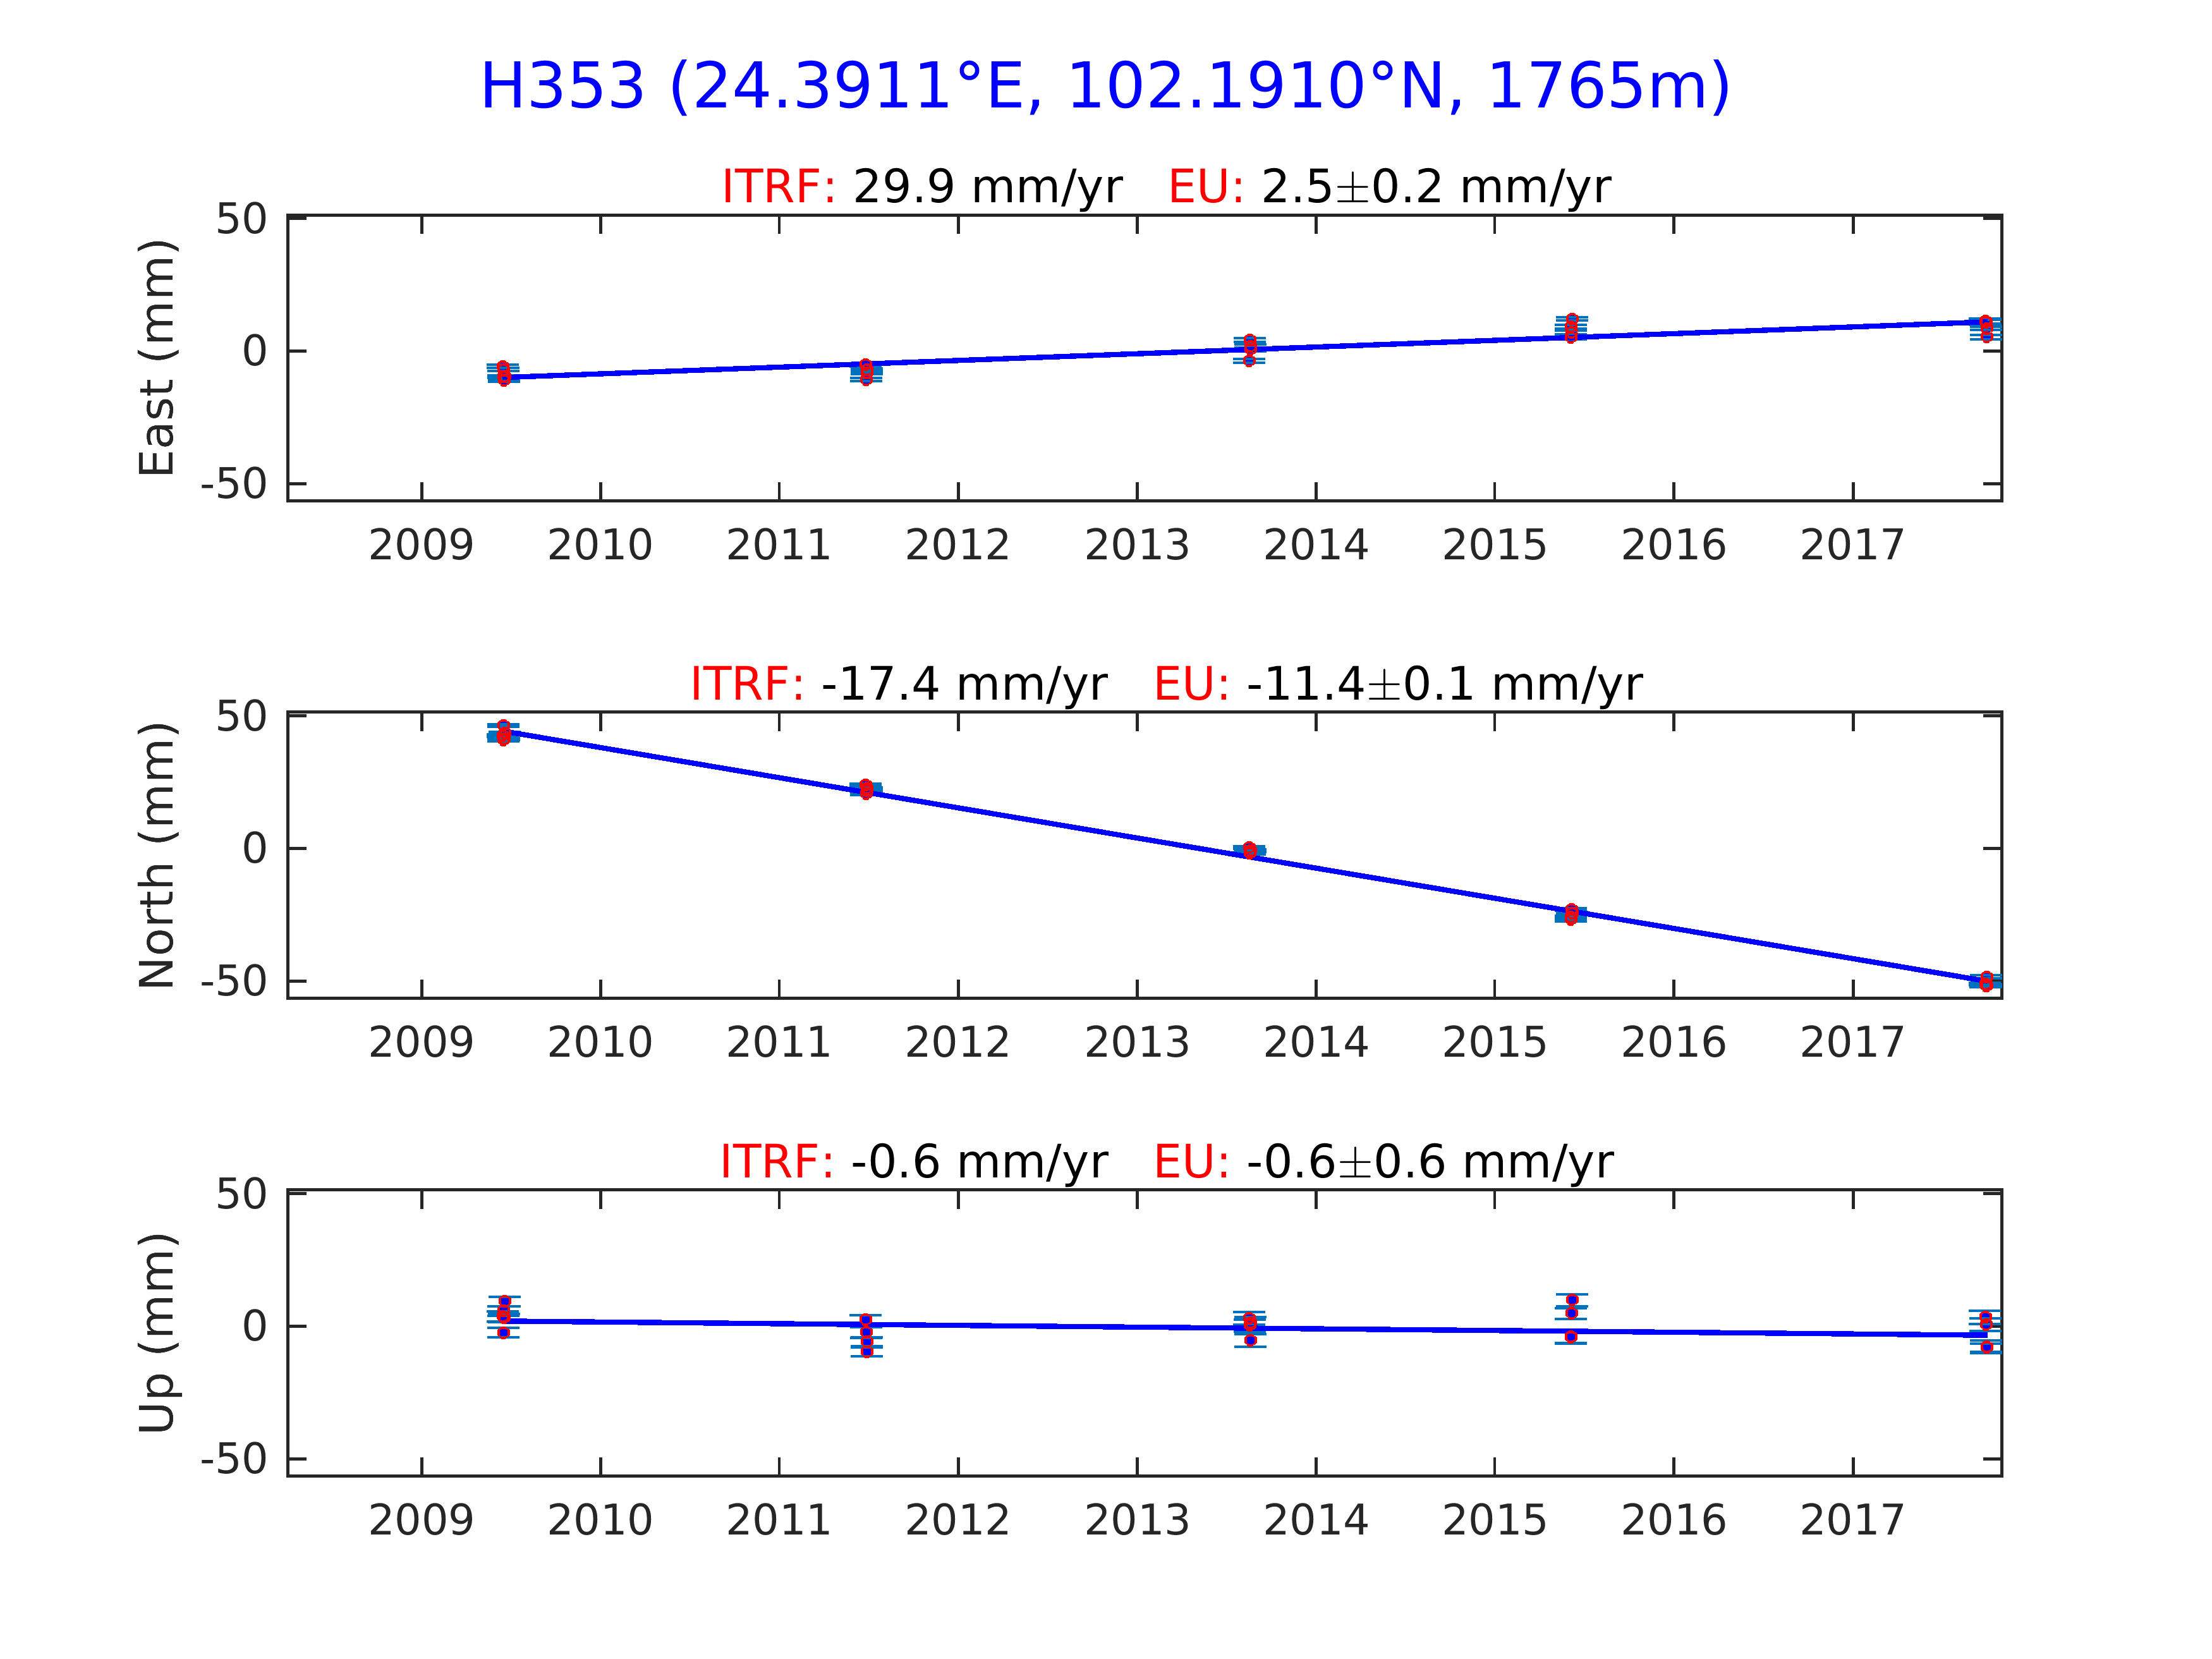 H353 (24.3911°E, 102.1910°N, 1765m)
ITRF: 29.9 mm/yr EU: 2.5±0.2 mm/yr
East (mm)
50
0
-50
2009 2010 2011 2012 2013 2014 2015 2016 2017
ITRF: -17.4 mm/yr EU: -11.4±0.1 mm/yr
North (mm)
50
0
-50
2009 2010 2011 2012 2013 2014 2015 2016 2017
ITRF: -0.6 mm/yr EU: -0.6±0.6 mm/yr
Up (mm)
50
0
-50
2009 2010 2011 2012 2013 2014 2015 2016 2017